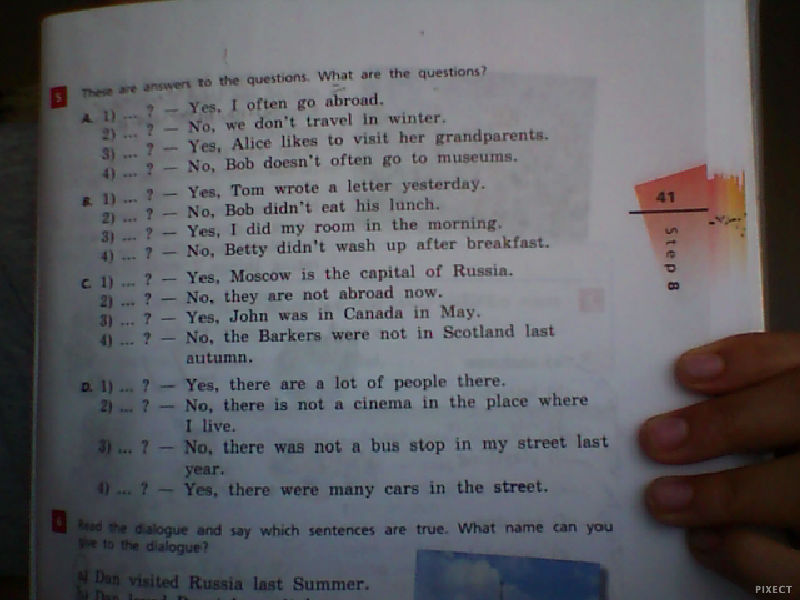 5 These are answers to the questions. What are the questions?
A. 1) ... ? — Yes, I often go abroad.
2) ... ? — No, we don't travel in winter.
3) ... ? — Yes, Alice likes to visit her grandparents.
4) ... ? — No, Bob doesn't often go to museums.
B. 1) ... ? — Yes, Tom wrote a letter yesterday.
2) ... ? — No, Bob didn't eat his lunch.
3) ... ? — Yes, I did my room in the morning.
4) ... ? — No, Betty didn't wash up after breakfast.
C. 1) ... ? — Yes, Moscow is the capital of Russia.
2) ... ? — No, they are not abroad now.
3) ... ? — Yes, John was in Canada in May.
4) ... ? — No, the Barkers were not in Scotland last
autumn.
D. 1) ... ? — Yes, there are a lot of people there.
2) ... ? — No, there is not a cinema in the place where
I live.
3) ... ? — No, there was not a bus stop in my street last
year.
4) ... ? — Yes, there were many cars in the street.
6 Read the dialogue and say which sentences are true. What name can you
give to the dialogue?
a) Dan visited Russia last Summer.
b) Dan
41
Step 8
PIXECT